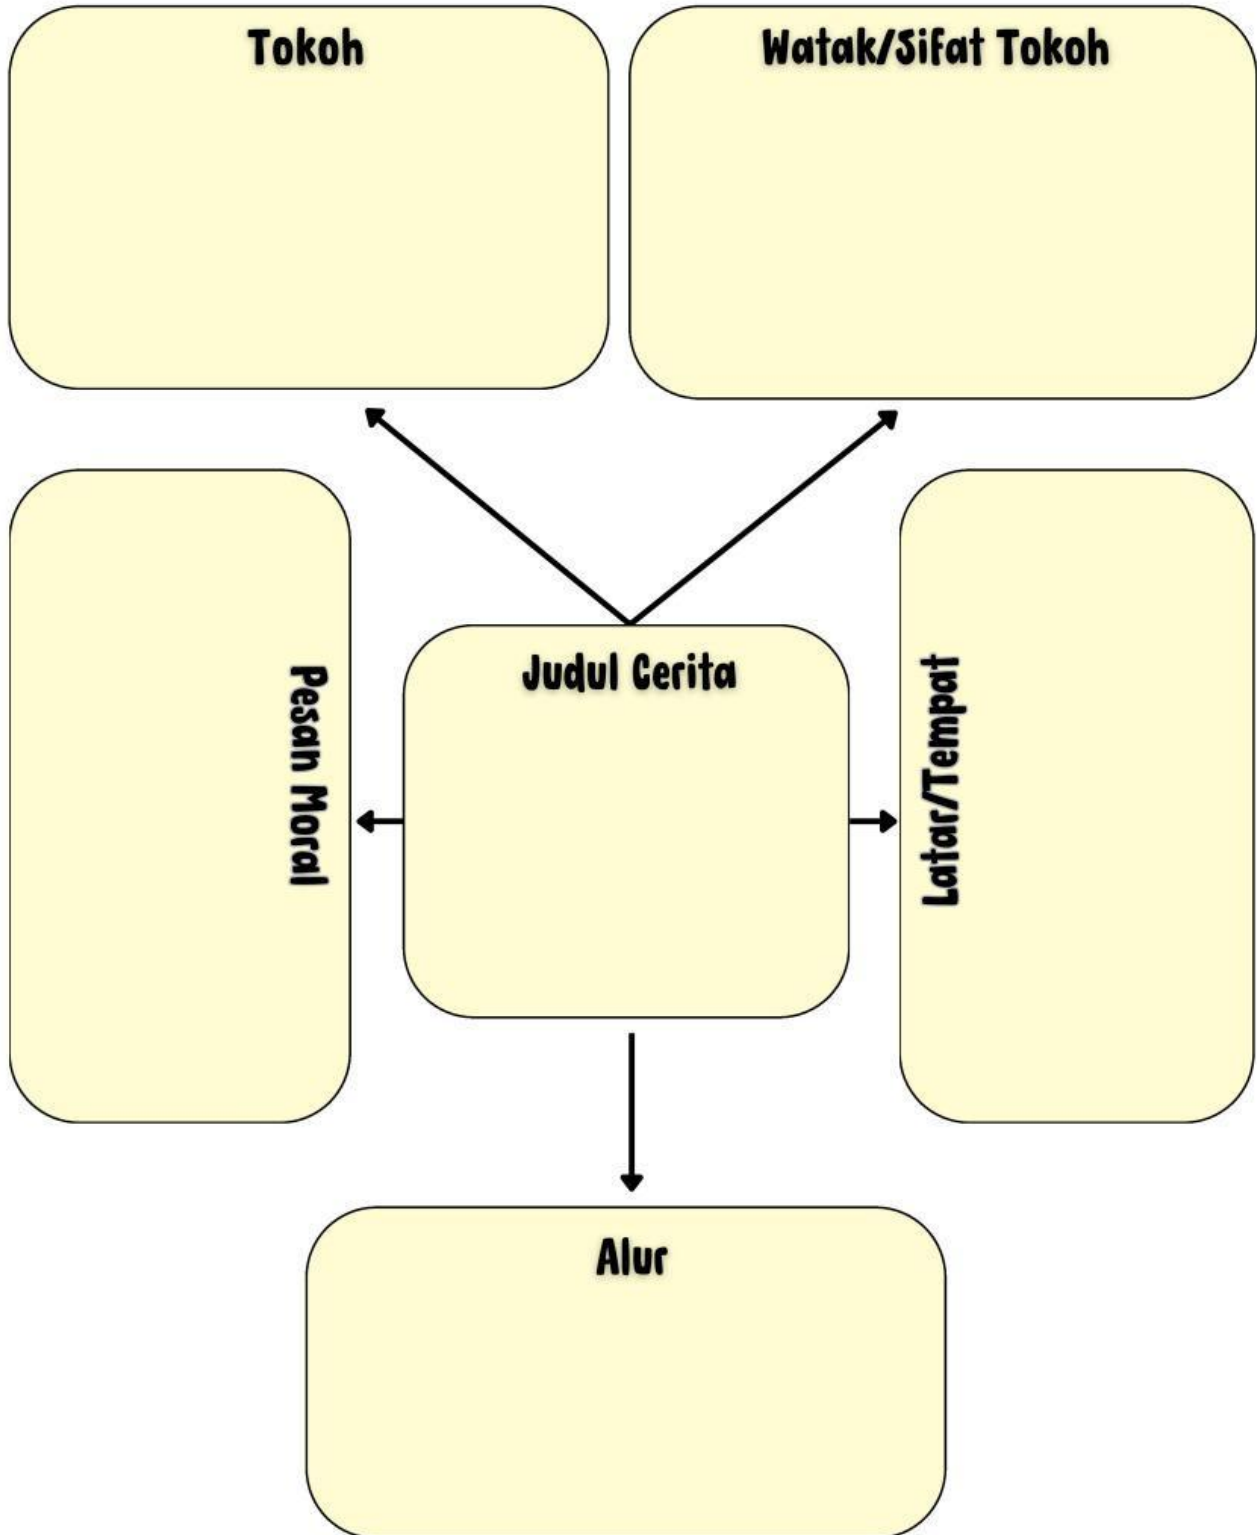 Tokoh
Watak/Sifat Tokoh
Pesan Moral
Judul Cerita
Latar/Tempat
Alur